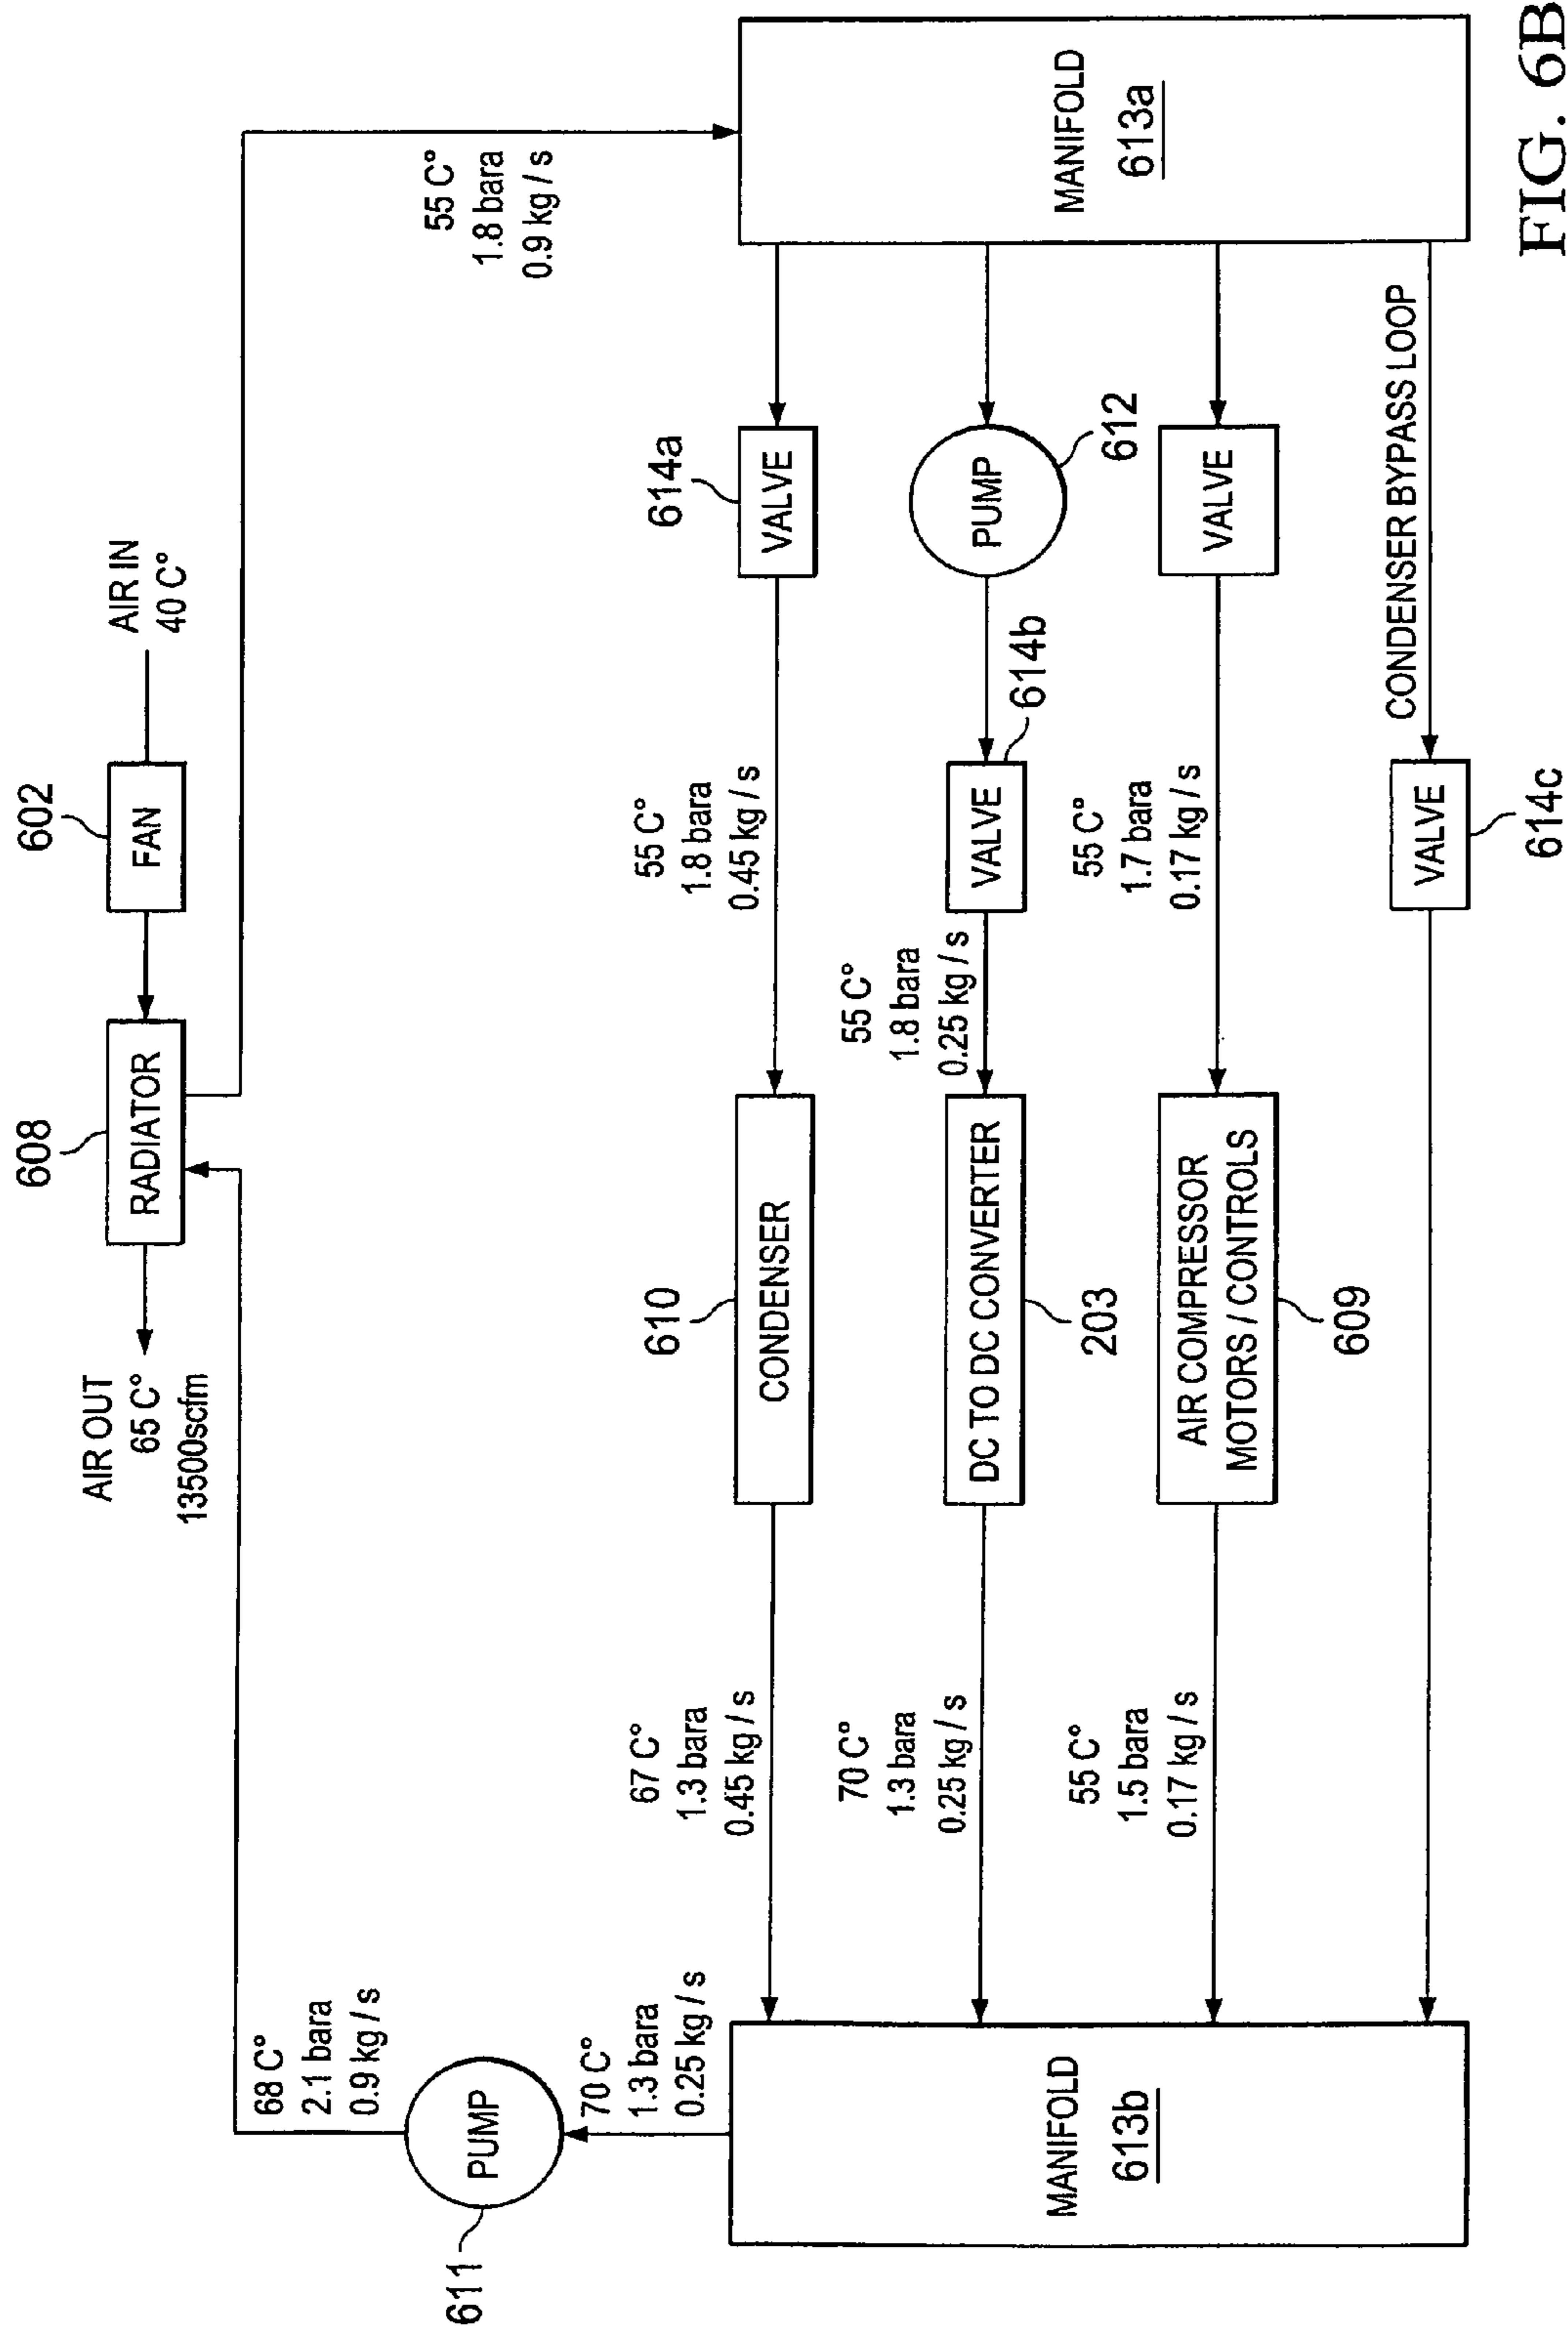 602
FAN
AIR IN
40 C°
608
RADIATOR
AIR OUT
65 C°
13500scfm
68 C°
2.1 bara
0.9 kg / s
55 C°
1.8 bara
0.9 kg / s
611
PUMP
70 C°
1.3 bara
0.25 kg / s
MANIFOLD
613b
67 C°
1.3 bara
0.45 kg / s
610
CONDENSER
55 C°
1.8 bara
0.45 kg / s
614a
VALVE
70 C°
1.3 bara
0.25 kg / s
DC TO DC CONVERTER
203
55 C°
1.8 bara
0.25 kg / s
VALVE
614b
PUMP
612
55 C°
1.5 bara
0.17 kg / s
AIR COMPRESSOR
MOTORS / CONTROLS
609
55 C°
1.7 bara
0.17 kg / s
VALVE
VALVE
614c
CONDENSER BYPASS LOOP
MANIFOLD
613a
FIG. 6B